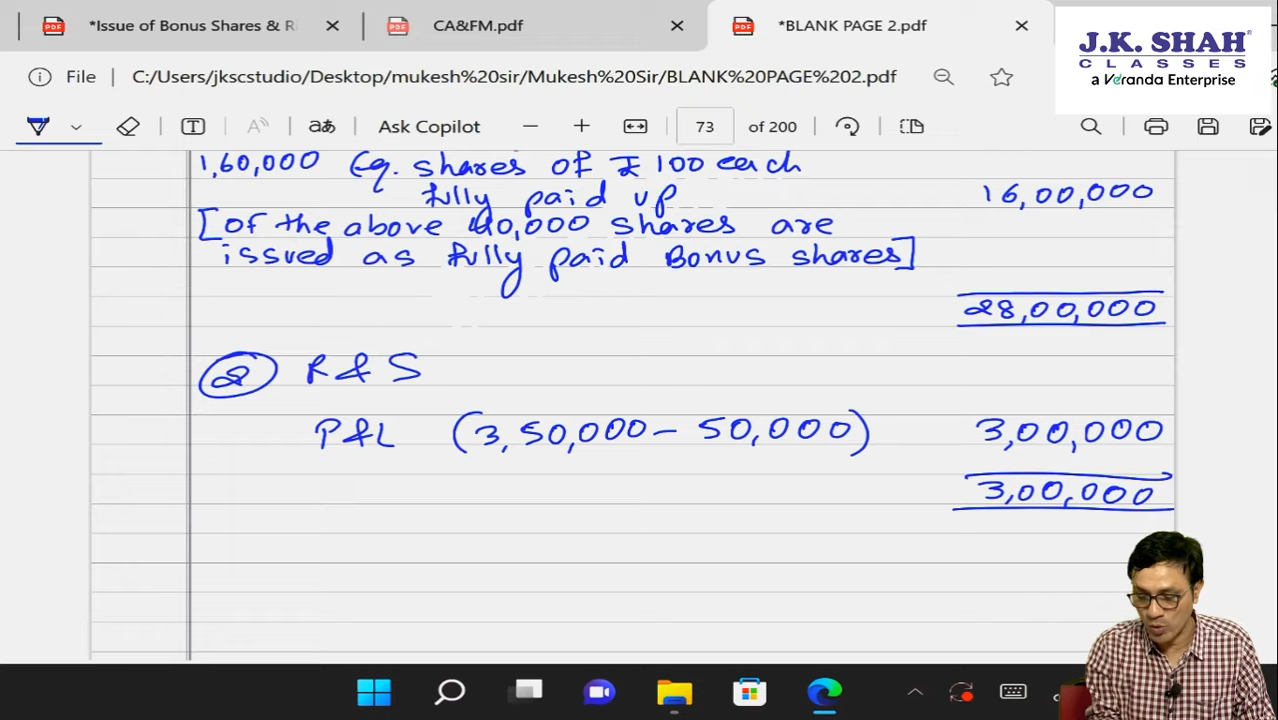 *Issue of Bonus Shares & Ri
CA&FM.pdf
*BLANK PAGE 2.pdf
J.K. SHAH®
CLASSES
a Veranda Enterprise
File
C:/Users/jkscstudio/Desktop/mukesh%20sir/Mukesh%20Sir/BLANK%20PAGE%202.pdf
Ask Copilot
73 of 200
1,60,000 Eq. shares of ₹ 100 each
fully paid up 16,00,000
[Of the above 40,000 shares are
issued as fully paid Bonus shares]
28,00,000
2 R & S
P&L (3,50,000 - 50,000) 3,00,000
3,00,000